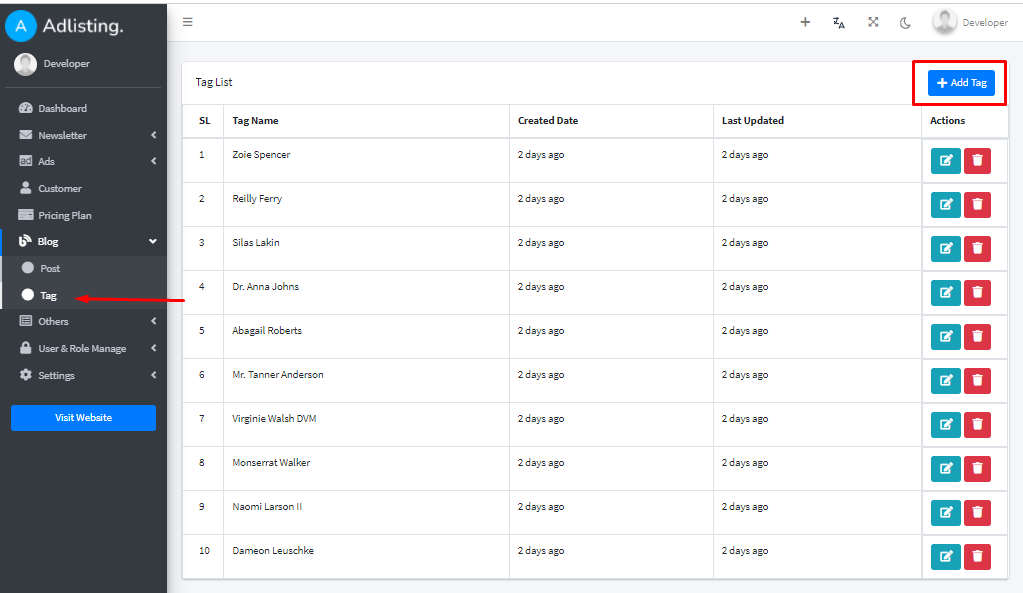 A Adlisting.
Developer
Developer
Dashboard
Newsletter
Ads
Customer
Pricing Plan
Blog
Post
Tag
Others
User & Role Manage
Settings
Visit Website
Tag List
+ Add Tag
SL Tag Name Created Date Last Updated Actions
1 Zoie Spencer 2 days ago 2 days ago
2 Reilly Ferry 2 days ago 2 days ago
3 Silas Lakin 2 days ago 2 days ago
4 Dr. Anna Johns 2 days ago 2 days ago
5 Abagail Roberts 2 days ago 2 days ago
6 Mr. Tanner Anderson 2 days ago 2 days ago
7 Virginie Walsh DVM 2 days ago 2 days ago
8 Monserrat Walker 2 days ago 2 days ago
9 Naomi Larson II 2 days ago 2 days ago
10 Dameon Leuschke 2 days ago 2 days ago